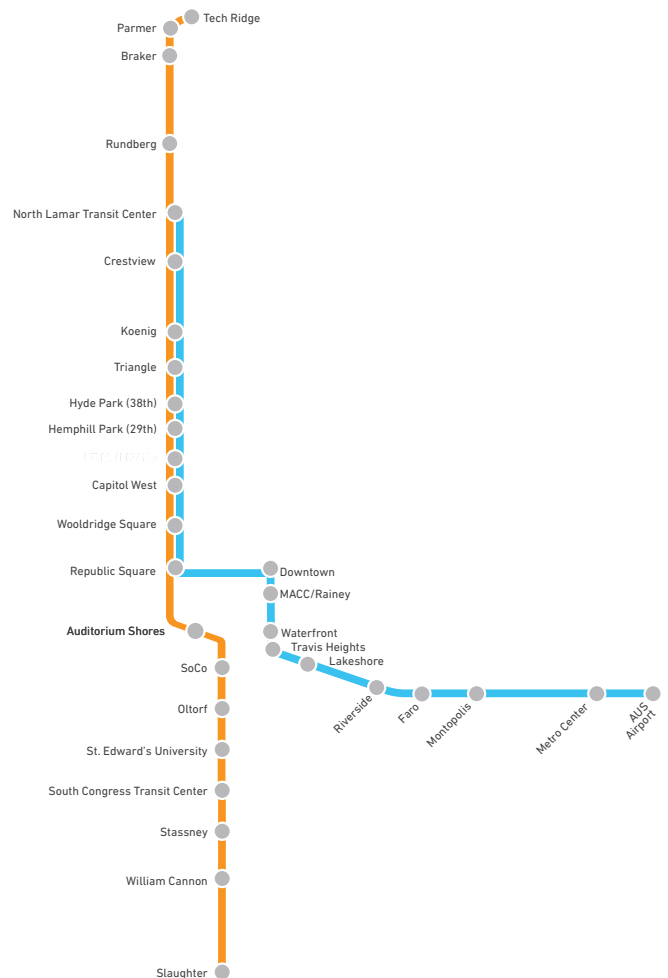 Tech Ridge
Parmer
Braker
Rundberg
North Lamar Transit Center
Crestview
Koenig
Triangle
Hyde Park (38th)
Hemphill Park (29th)
Capitol West
Wooldridge Square
Republic Square
Downtown
MACC/Rainey
Auditorium Shores
Waterfront
Travis Heights
Lakeshore
SoCo
Riverside
Faro
Montopolis
Metro Center
AUS
Airport
Oltorf
St. Edward's University
South Congress Transit Center
Stassney
William Cannon
Slaughter